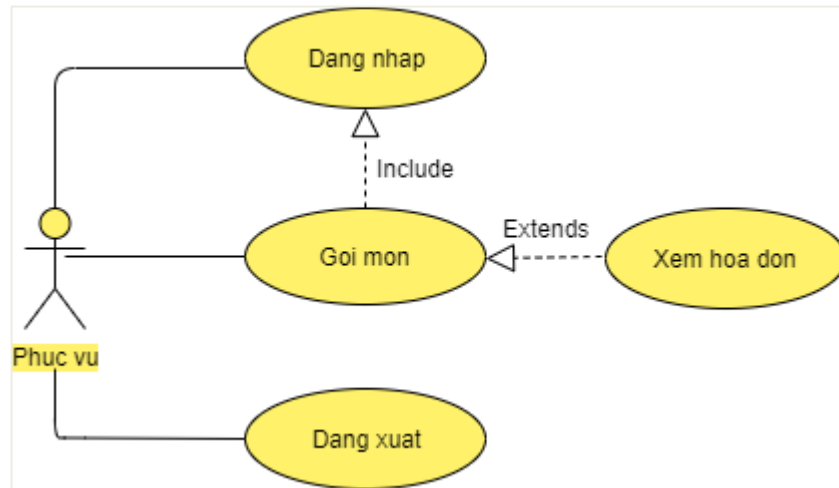 Dang nhap
Include
Extends
Goi mon
Xem hoa don
Phuc vu
Dang xuat